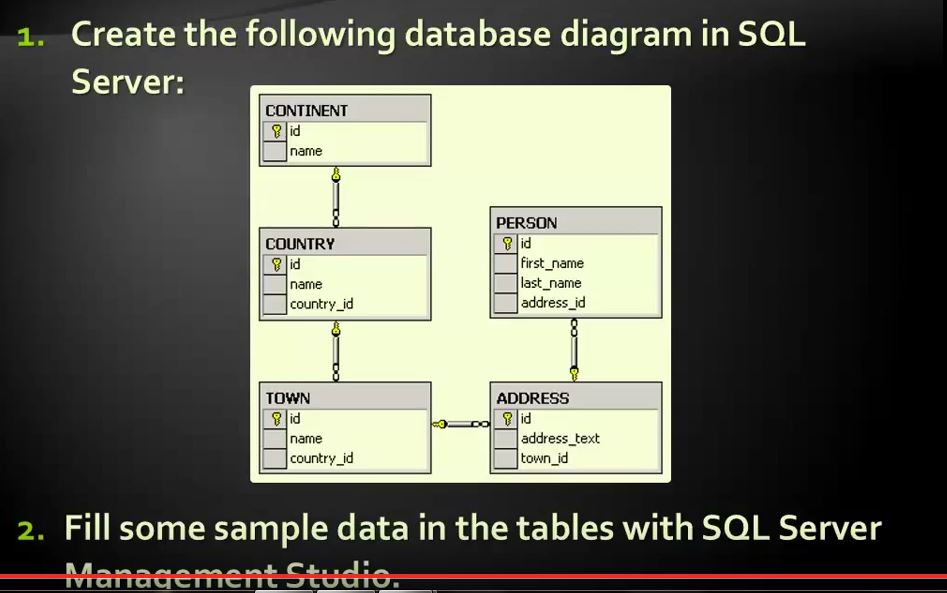 1. Create the following database diagram in SQL
Server:
CONTINENT
id
name
COUNTRY
id
name
country_id
PERSON
id
first_name
last_name
address_id
TOWN
id
name
country_id
ADDRESS
id
address_text
town_id
2. Fill some sample data in the tables with SQL Server
Management Studio.